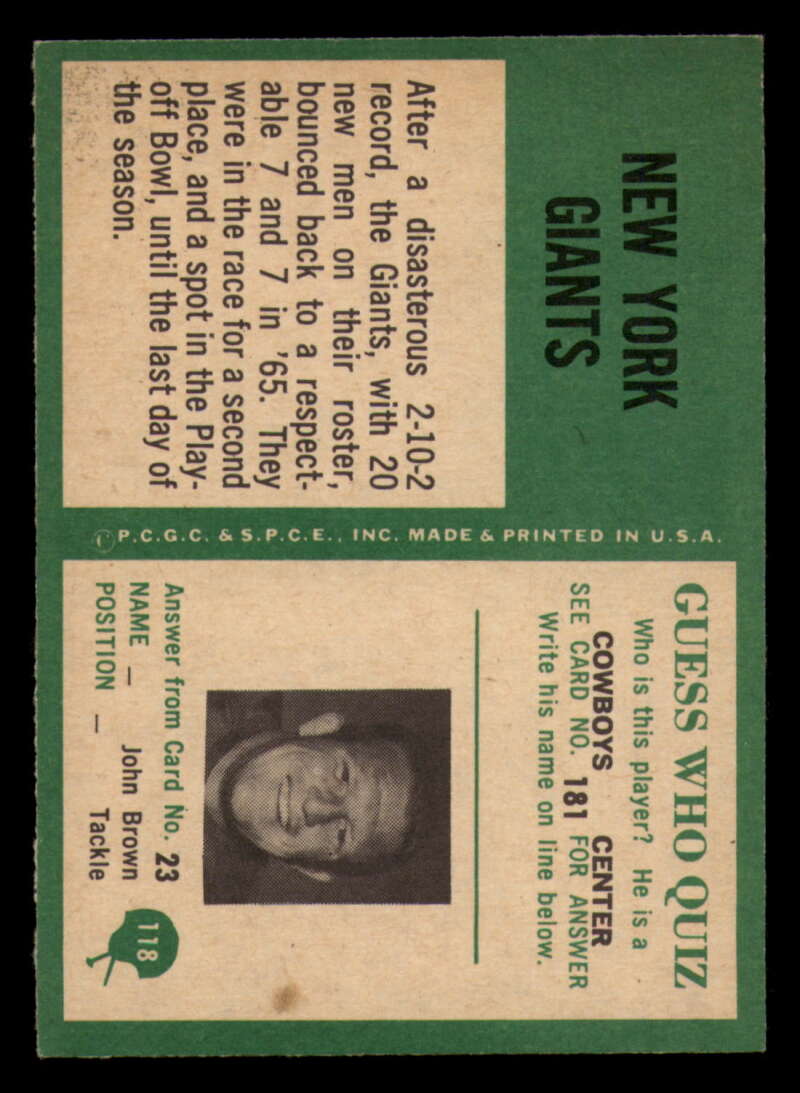 NEW YORK
GIANTS
After a disasterous 2-10-2
record, the Giants, with 20
new men on their roster,
bounced back to a respect-
able 7 and 7 in '65. They
were in the race for a second
place, and a spot in the Play-
off Bowl, until the last day of
the season.
©P.C.G.C. & S.P.C.E., INC. MADE & PRINTED IN U.S.A.
GUESS WHO QUIZ
Who is this player? He is a
COWBOYS CENTER
SEE CARD NO. 181 FOR ANSWER
Write his name on line below.
Answer from Card No. 23
NAME — John Brown
POSITION — Tackle
118